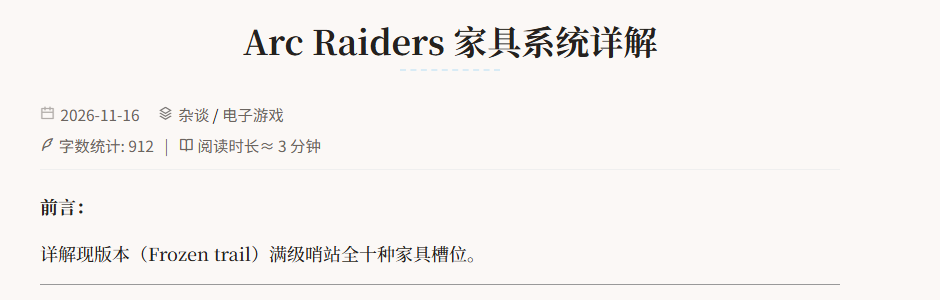 Arc Raiders 家具系统详解
2026-11-16 杂谈 / 电子游戏
字数统计: 912 | 阅读时长≈ 3 分钟
前言：
详解现版本（Frozen trail）满级哨站全十种家具槽位。